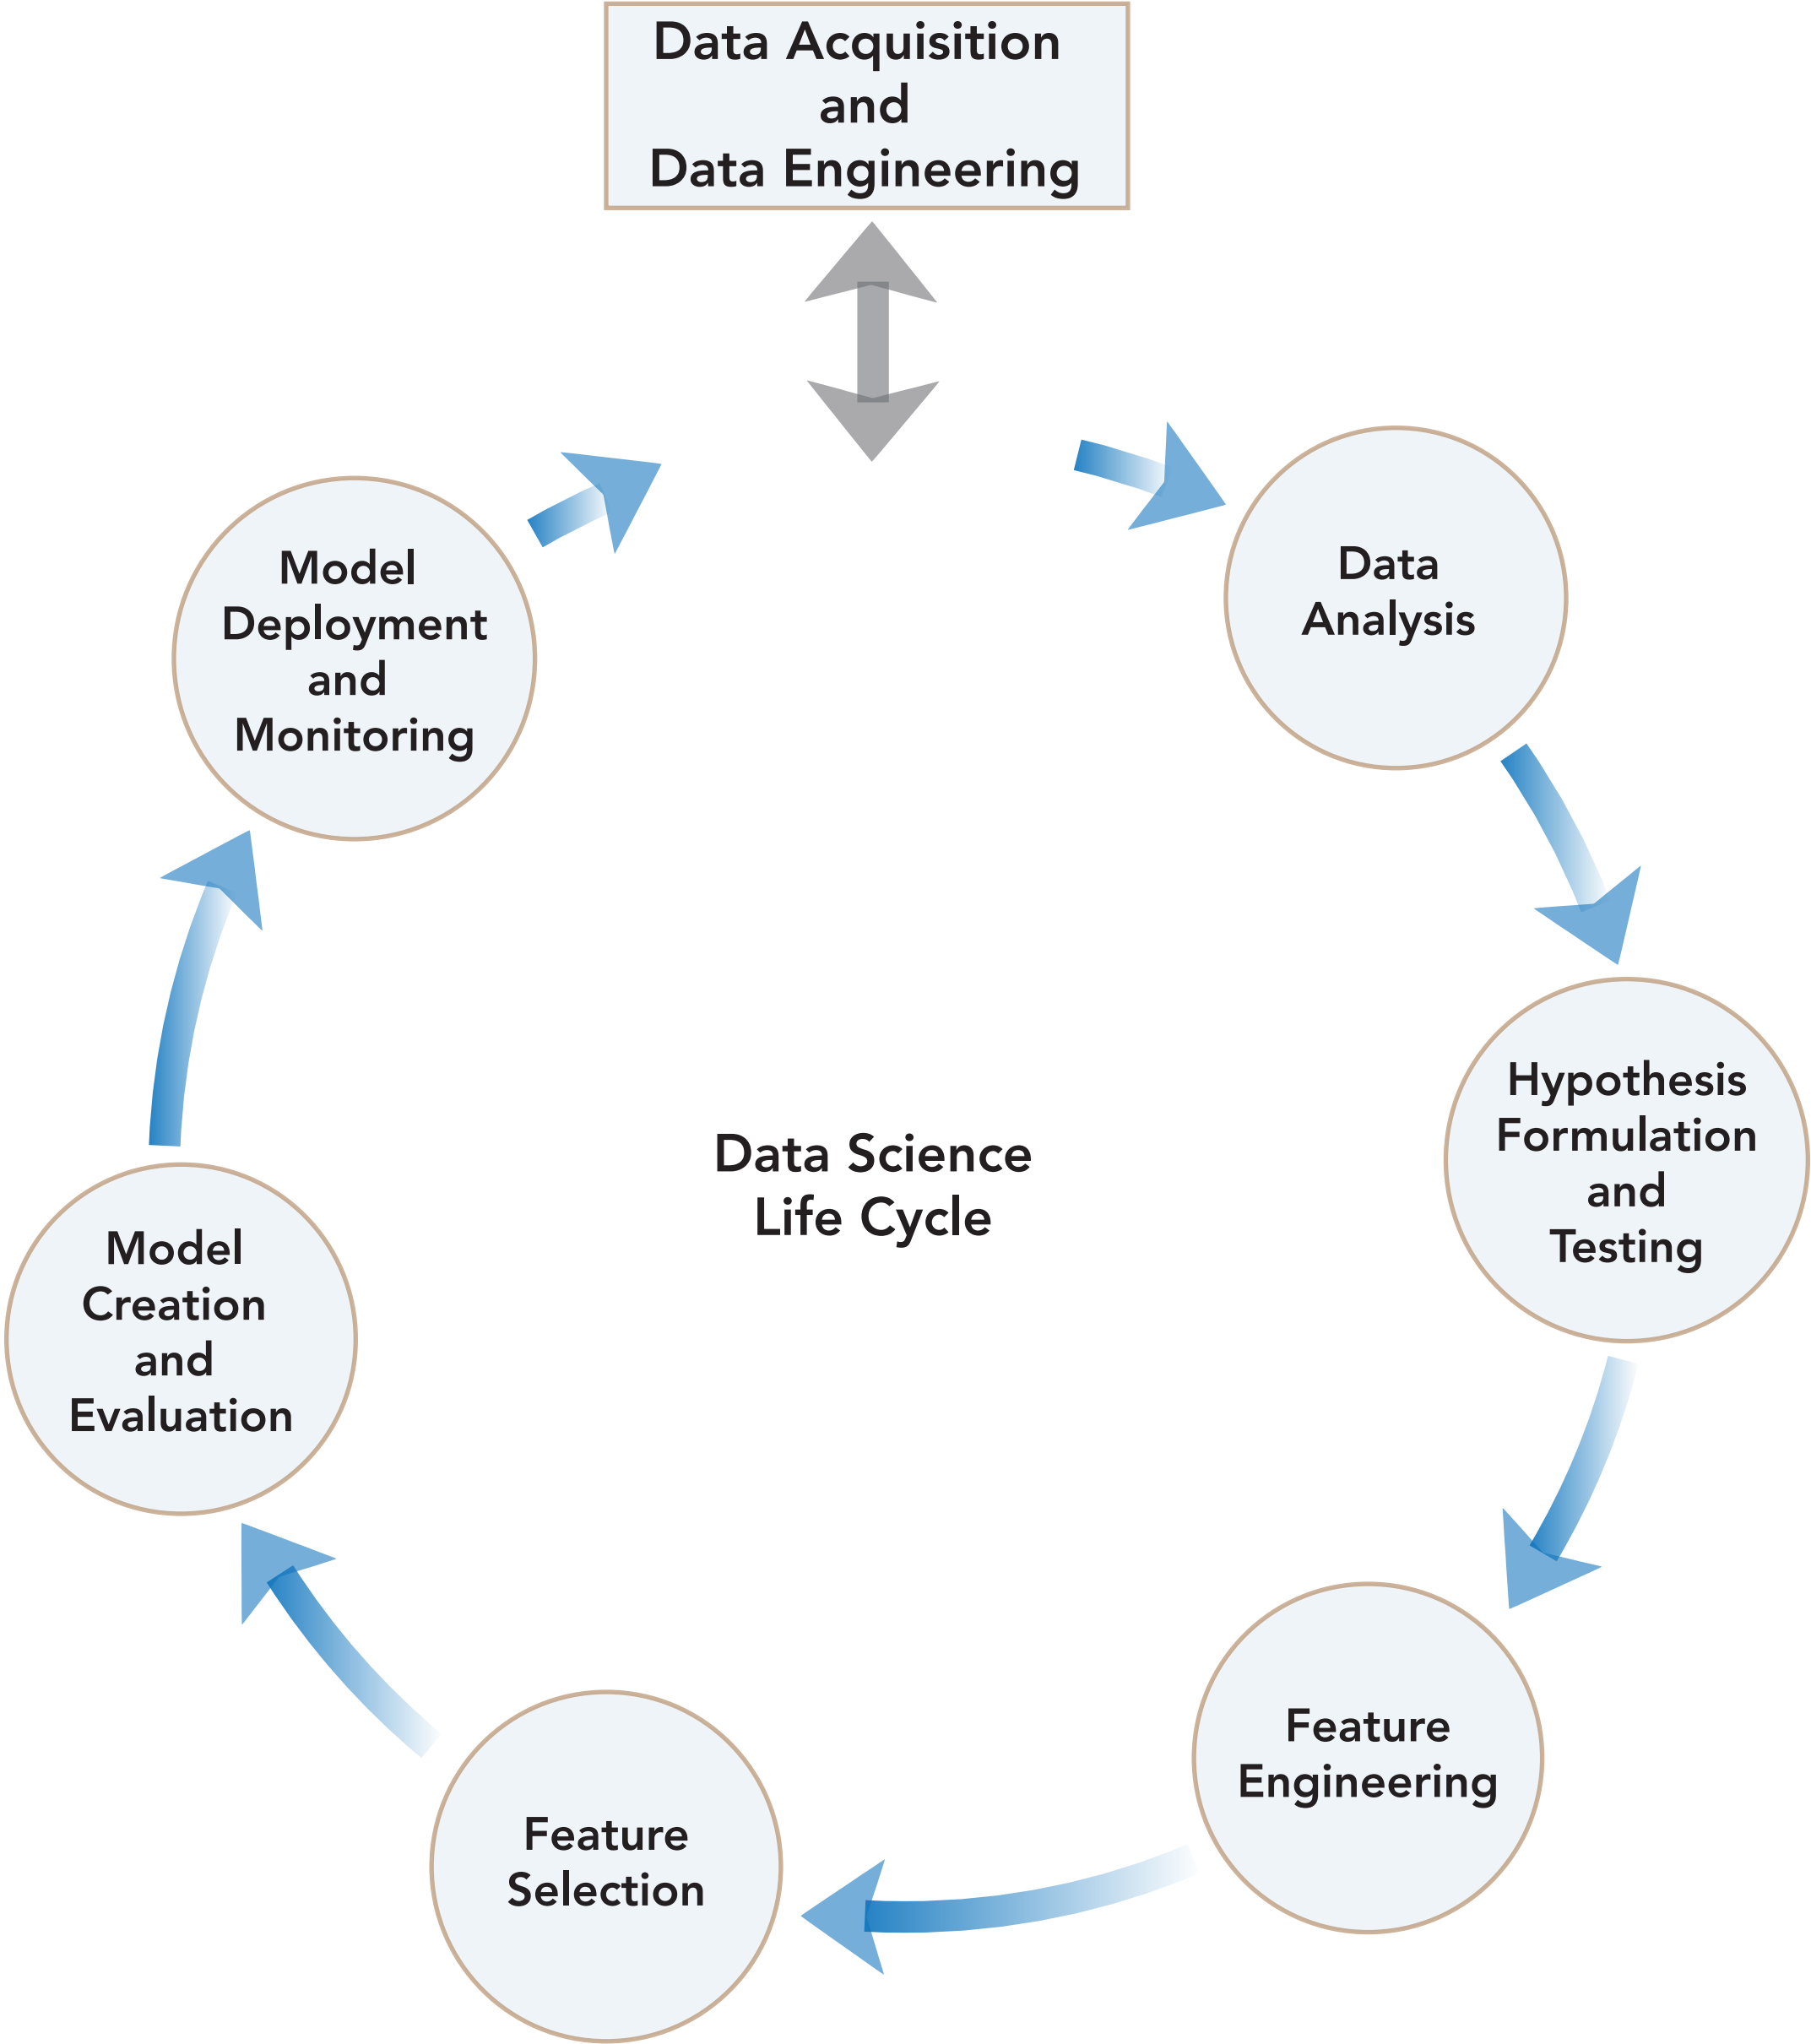 Data Acquisition
and
Data Engineering
Data
Analysis
Hypothesis
Formulation
and
Testing
Feature
Engineering
Feature
Selection
Model
Creation
and
Evaluation
Model
Deployment
and
Monitoring
Data Science
Life Cycle